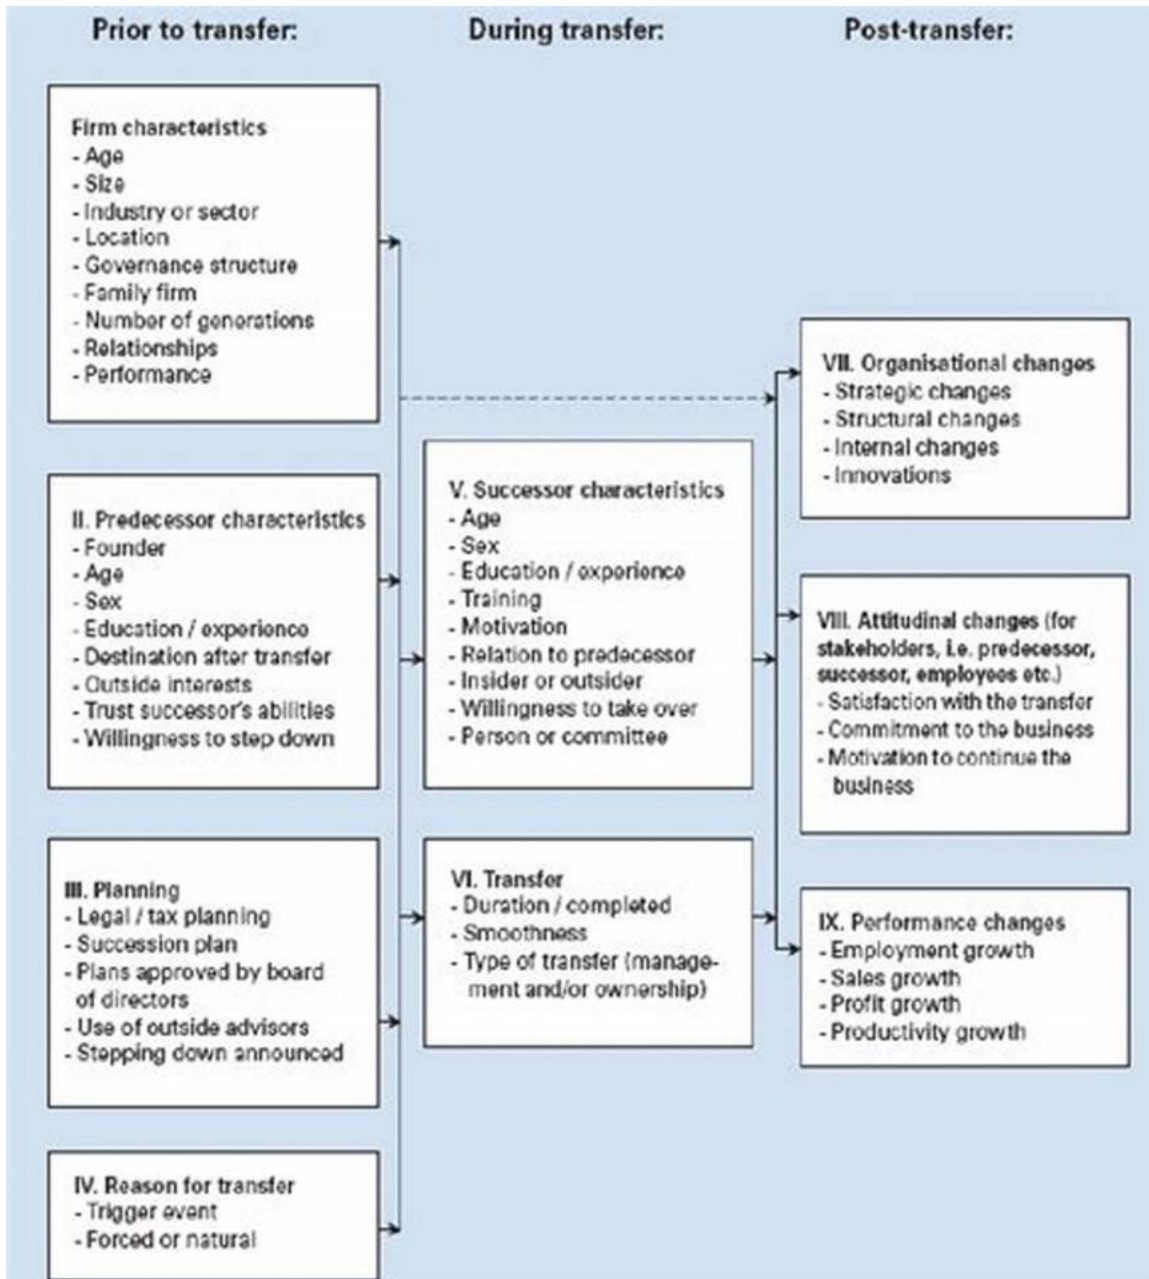 Prior to transfer:
During transfer:
Post-transfer:
Firm characteristics
- Age
- Size
- Industry or sector
- Location
- Governance structure
- Family firm
- Number of generations
- Relationships
- Performance
II. Predecessor characteristics
- Founder
- Age
- Sex
- Education / experience
- Destination after transfer
- Outside interests
- Trust successor's abilities
- Willingness to step down
III. Planning
- Legal / tax planning
- Succession plan
- Plans approved by board
of directors
- Use of outside advisors
- Stepping down announced
IV. Reason for transfer
- Trigger event
- Forced or natural
V. Successor characteristics
- Age
- Sex
- Education / experience
- Training
- Motivation
- Relation to predecessor
- Insider or outsider
- Willingness to take over
- Person or committee
VI. Transfer
- Duration / completed
- Smoothness
- Type of transfer (manage-
ment and/or ownership)
VII. Organisational changes
- Strategic changes
- Structural changes
- Internal changes
- Innovations
VIII. Attitudinal changes (for
stakeholders, i.e. predecessor,
successor, employees etc.)
- Satisfaction with the transfer
- Commitment to the business
- Motivation to continue the
business
IX. Performance changes
- Employment growth
- Sales growth
- Profit growth
- Productivity growth